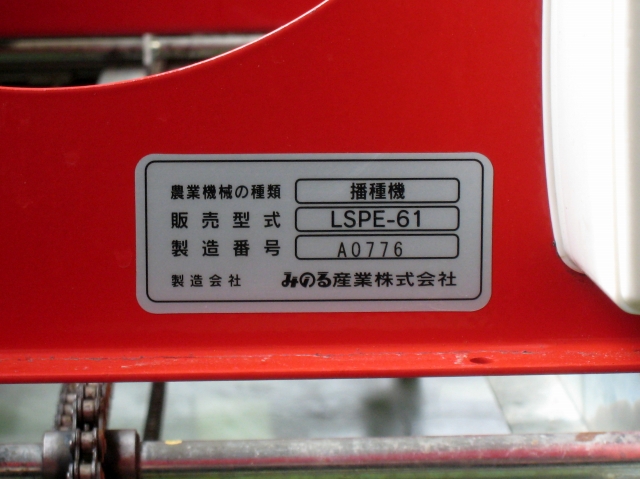 農業機械の種類 播種機
販売型式 LSPE-61
製造番号 A0776
製造会社 みのる産業株式会社